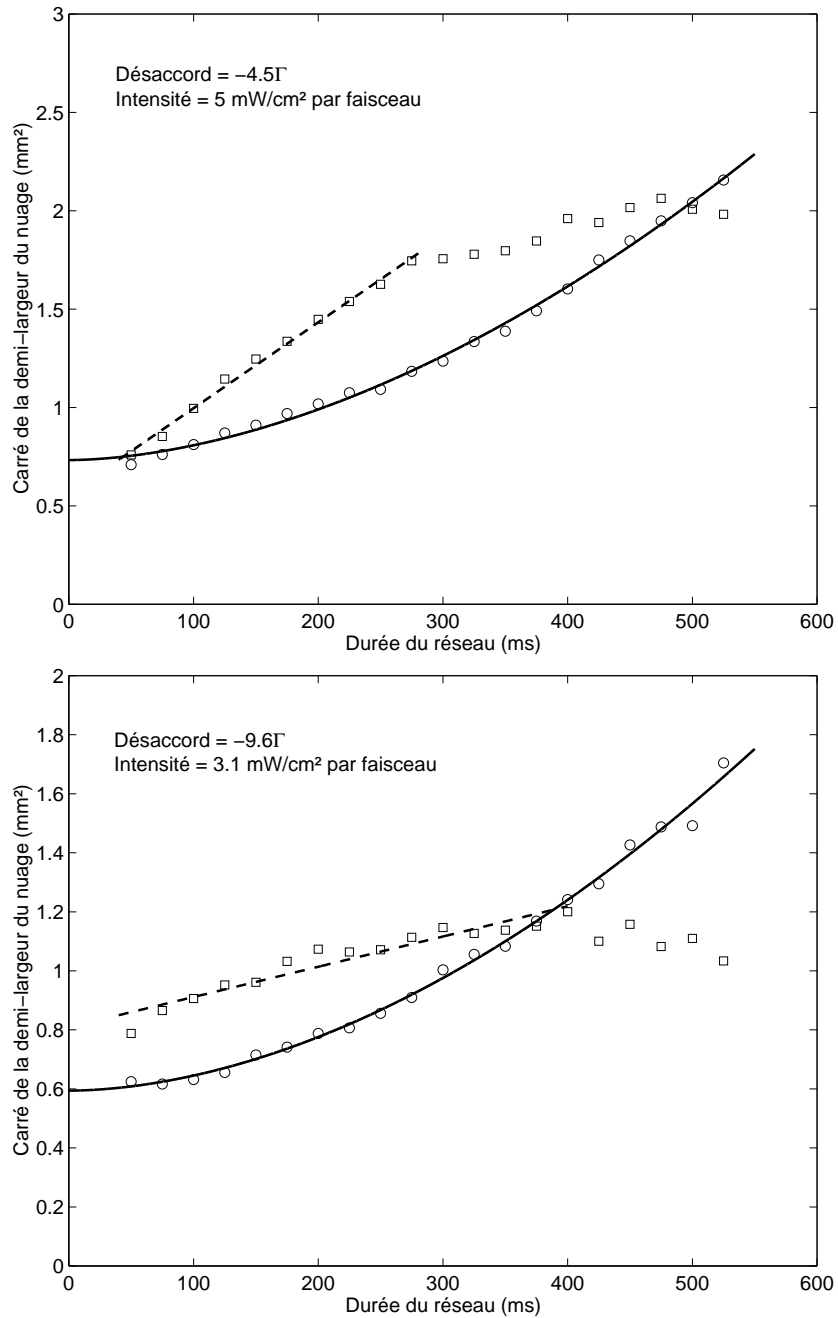 3
2.5
2
1.5
1
0.5
0
Carré de la demi−largeur du nuage (mm²)
Désaccord = −4.5Γ
Intensité = 5 mW/cm² par faisceau
0 100 200 300 400 500 600
Durée du réseau (ms)
2
1.8
1.6
1.4
1.2
1
0.8
0.6
0.4
0.2
0
Carré de la demi−largeur du nuage (mm²)
Désaccord = −9.6Γ
Intensité = 3.1 mW/cm² par faisceau
0 100 200 300 400 500 600
Durée du réseau (ms)